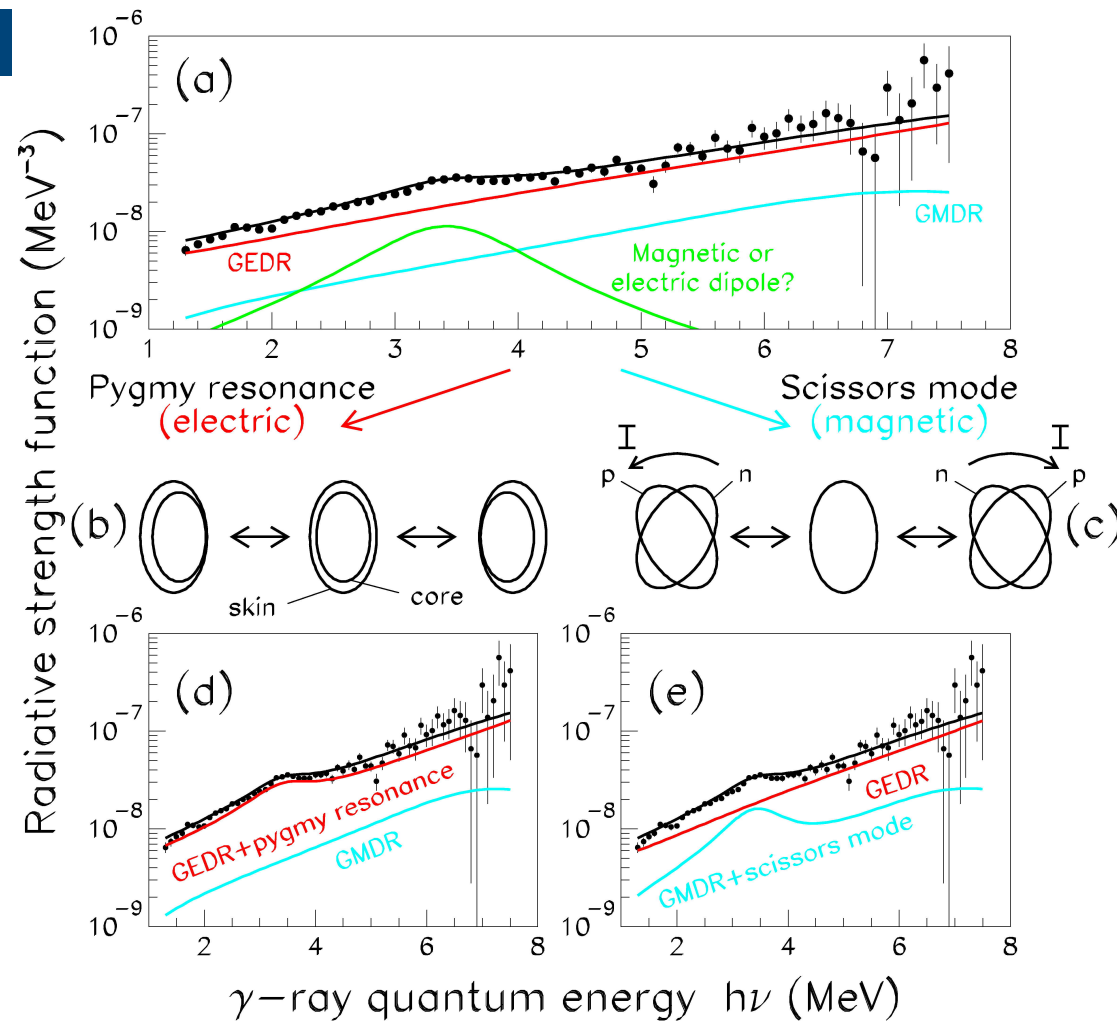 Radiative strength function (MeV⁻³)
10⁻⁶
10⁻⁷
10⁻⁸
10⁻⁹
(a)
GEDR
GMDR
Magnetic or
electric dipole?
1 2 3 4 5 6 7 8
Pygmy resonance
(electric)
Scissors mode
(magnetic)
(b)
skin
core
I
p
n
I
n
p
(c)
10⁻⁶
10⁻⁷
10⁻⁸
10⁻⁹
(d)
GEDR+pygmy resonance
GMDR
2 4 6 8
10⁻⁶
10⁻⁷
10⁻⁸
10⁻⁹
(e)
GEDR
GMDR+scissors mode
2 4 6 8
γ−ray quantum energy hν (MeV)